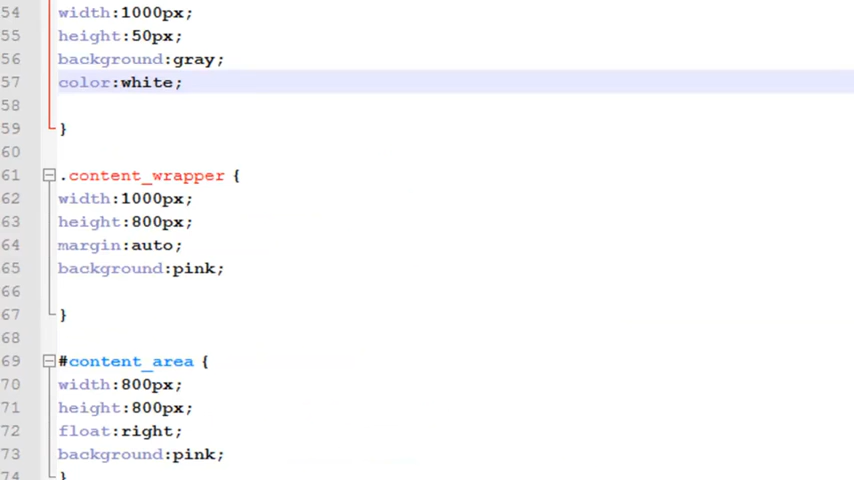 54 width:1000px;
55 height:50px;
56 background:gray;
57 color:white;
58
59 }
60
61 .content_wrapper {
62 width:1000px;
63 height:800px;
64 margin:auto;
65 background:pink;
66
67 }
68
69 #content_area {
70 width:800px;
71 height:800px;
72 float:right;
73 background:pink;
74 }